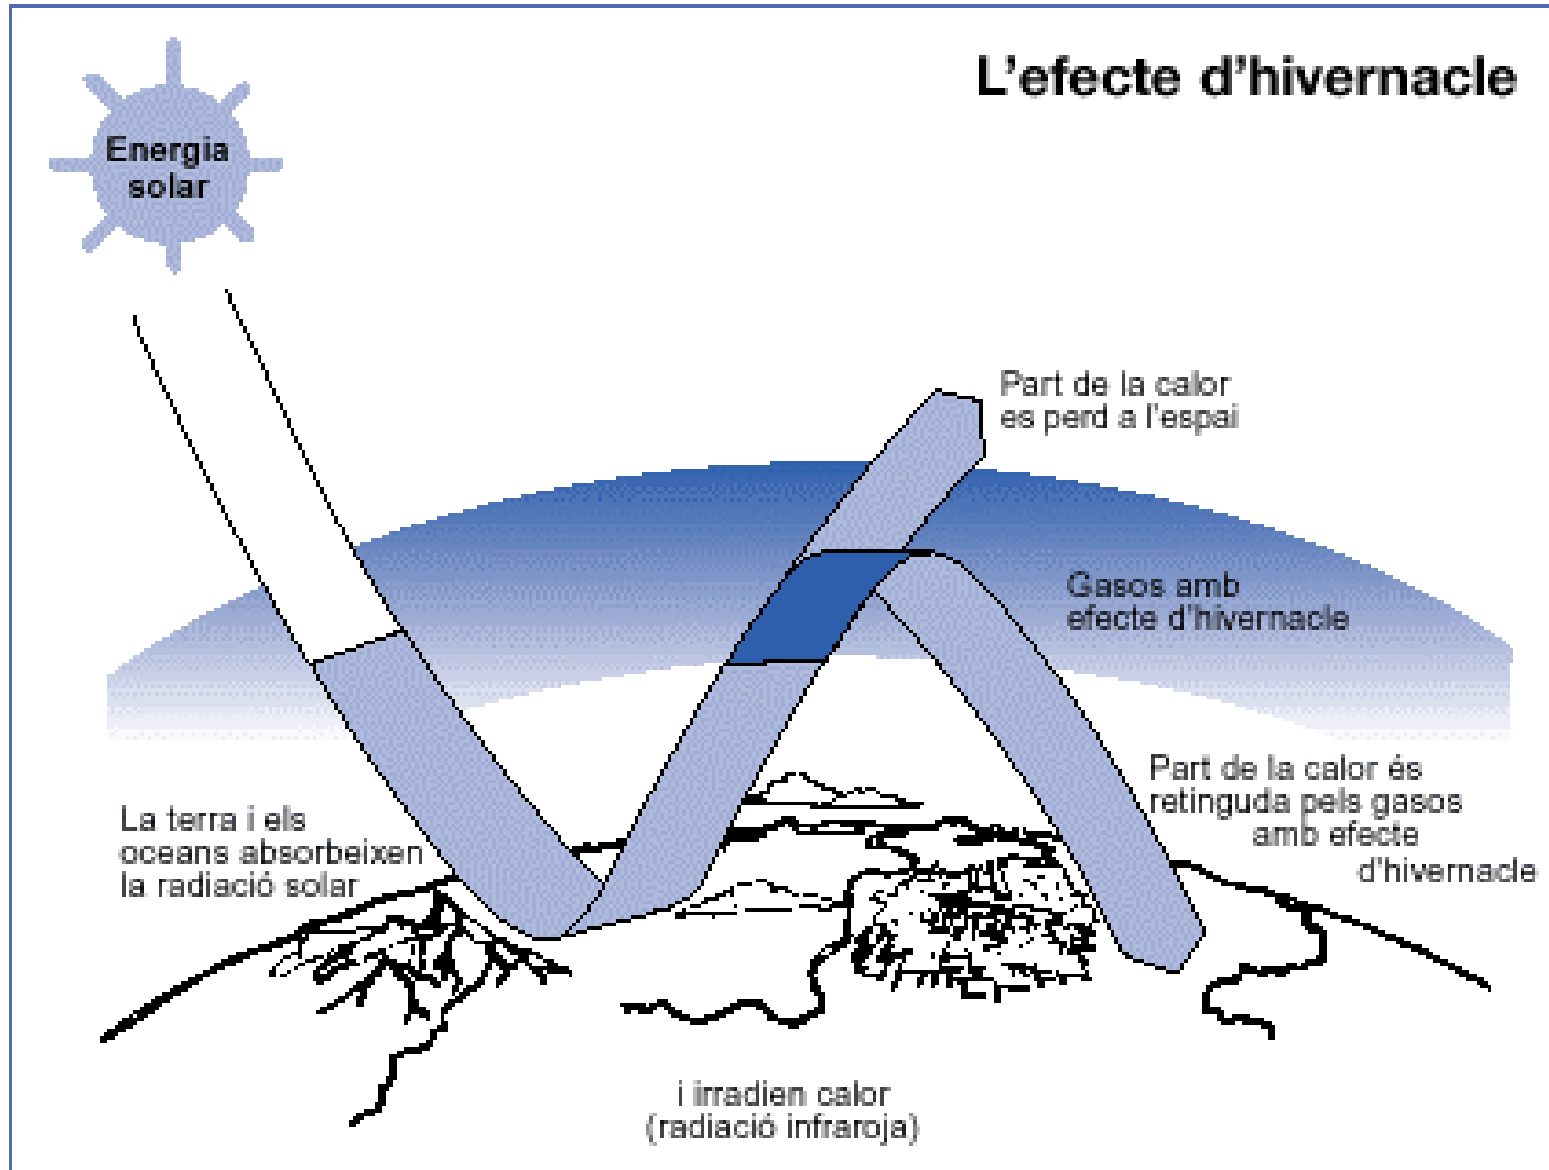 L'efecte d'hivernacle
Energia
solar
Part de la calor
es perd a l'espai
Gasos amb
efecte d'hivernacle
Part de la calor és
retinguda pels gasos
amb efecte
d'hivernacle
La terra i els
oceans absorbeixen
la radiació solar
i irradien calor
(radiació infraroja)